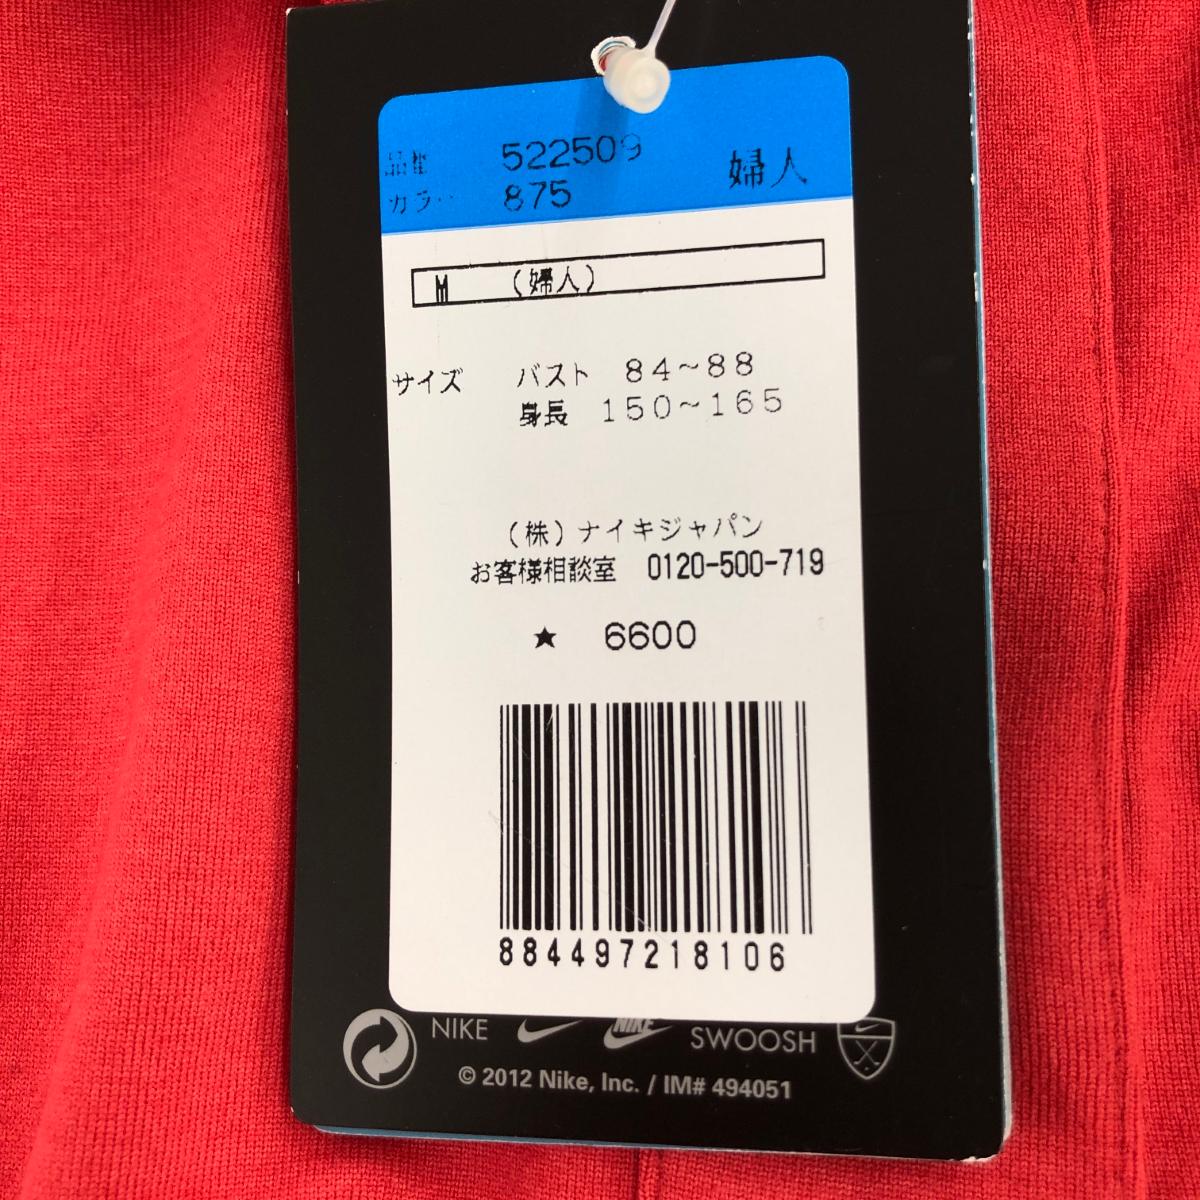 品番 522509
カラー 875
婦人
M (婦人)
サイズ バスト 84~88
身長 150~165
(株)ナイキジャパン
お客様相談室 0120-500-719
★ 6600
884497218106
NIKE NIKE SWOOSH
© 2012 Nike, Inc. / IM# 494051